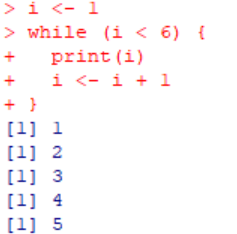 > i <- 1
> while (i < 6) {
+   print(i)
+   i <- i + 1
+ }
[1] 1
[1] 2
[1] 3
[1] 4
[1] 5